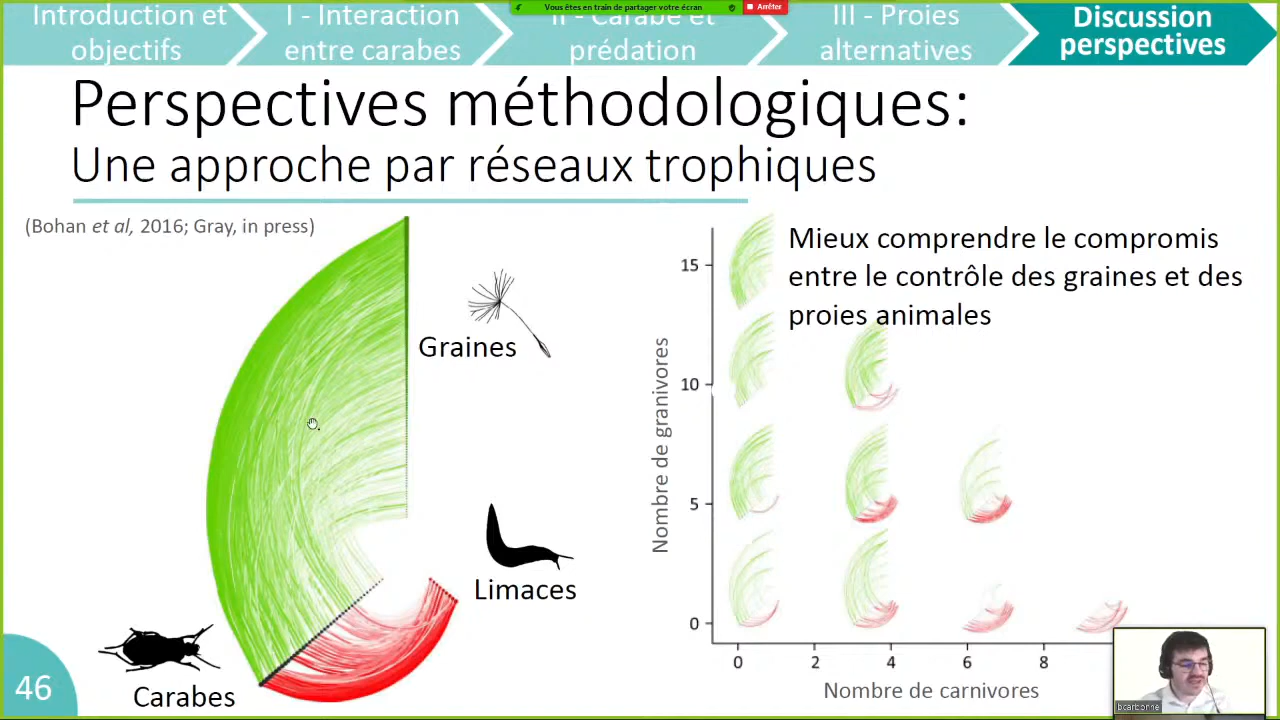 Introduction et
objectifs
I - Interaction
entre carabes
II - Carabe et
prédation
III - Proies
alternatives
Discussion
perspectives
Vous êtes en train de partager votre écran
Arrêter
Perspectives méthodologiques:
Une approche par réseaux trophiques
(Bohan et al, 2016; Gray, in press)
Graines
Limaces
Carabes
46
Mieux comprendre le compromis
entre le contrôle des graines et des
proies animales
Nombre de granivores
15
10
5
0
0 2 4 6 8
Nombre de carnivores
bcarbonne